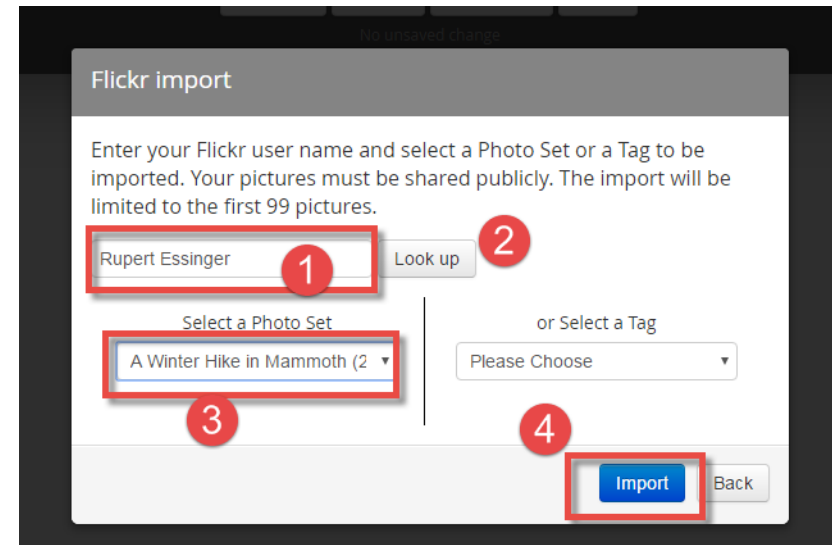 No unsaved change
Flickr import
Enter your Flickr user name and select a Photo Set or a Tag to be
imported. Your pictures must be shared publicly. The import will be
limited to the first 99 pictures.
Rupert Essinger 1 Look up 2
Select a Photo Set or Select a Tag
A Winter Hike in Mammoth (2 Please Choose
3 4
Import Back